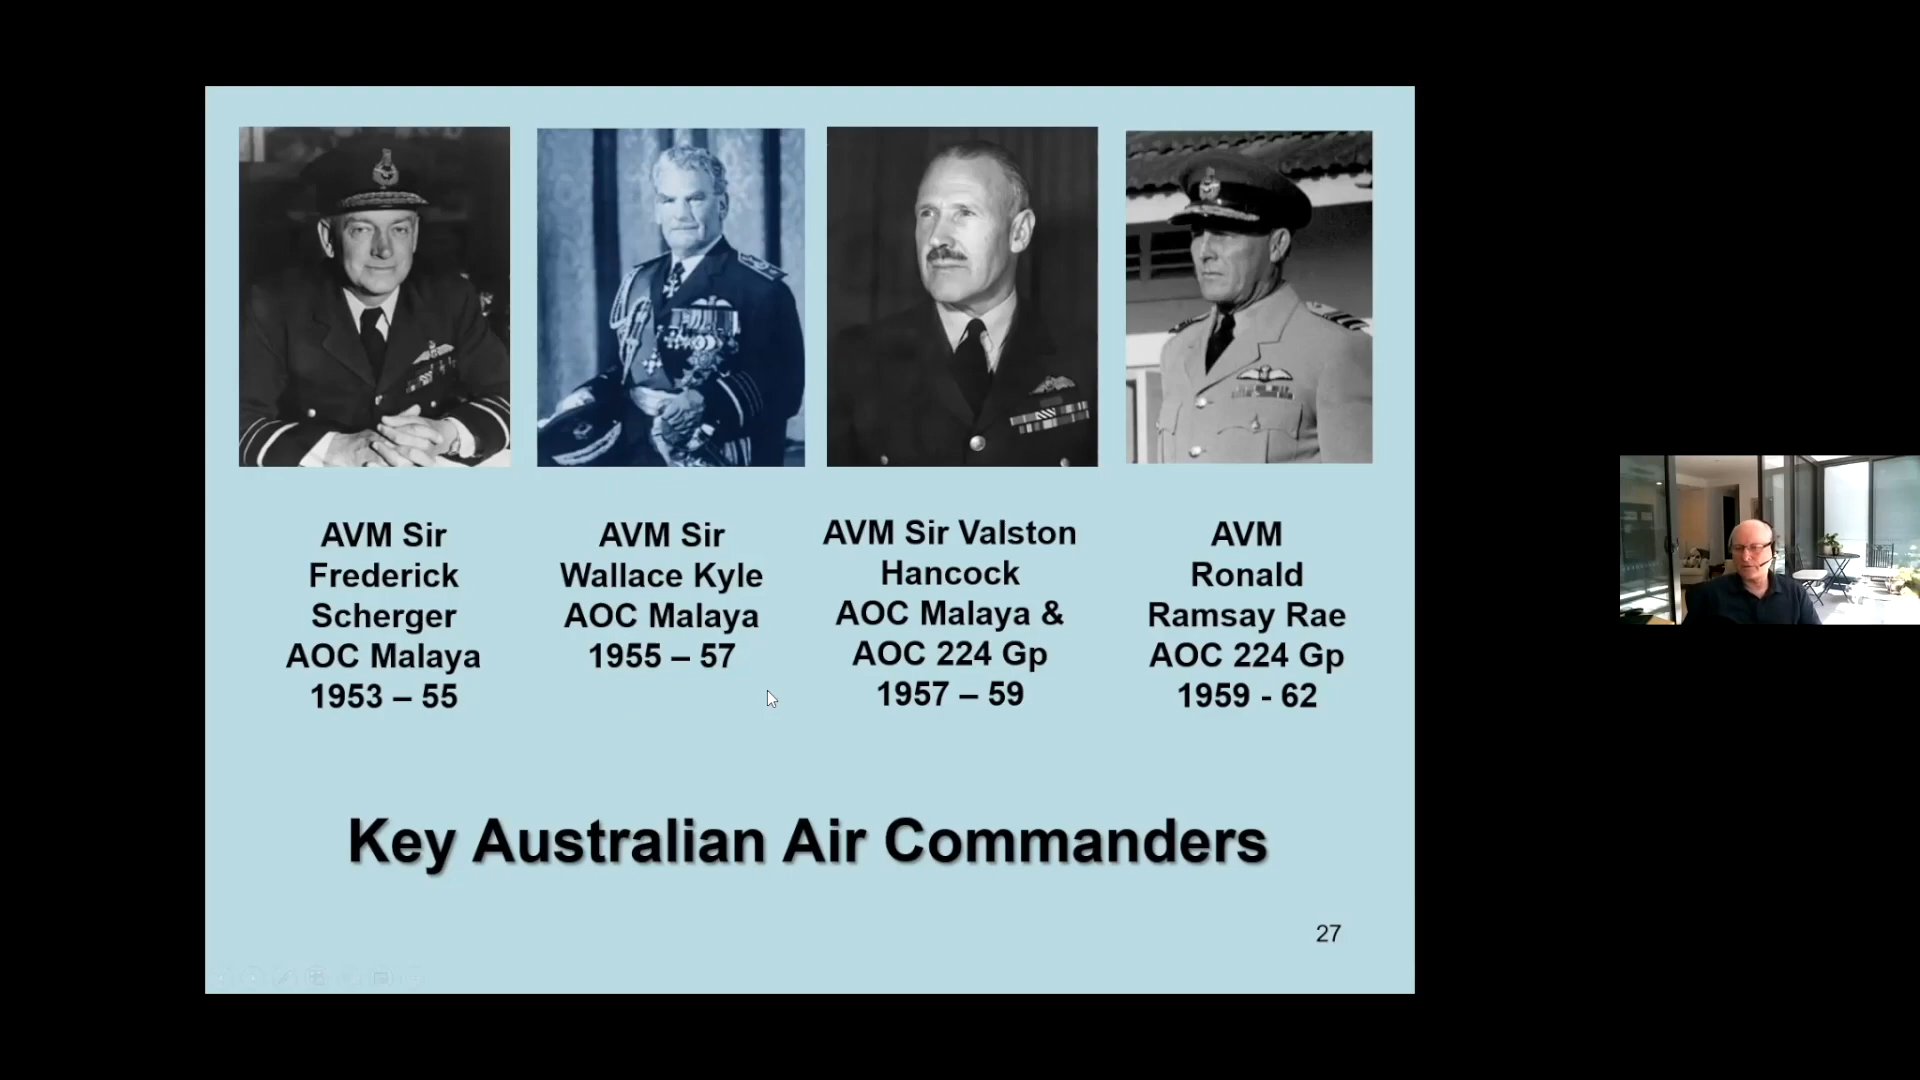 AVM Sir
Frederick
Scherger
AOC Malaya
1953 – 55
AVM Sir
Wallace Kyle
AOC Malaya
1955 – 57
AVM Sir Valston
Hancock
AOC Malaya &
AOC 224 Gp
1957 – 59
AVM
Ronald
Ramsay Rae
AOC 224 Gp
1959 - 62
Key Australian Air Commanders
27